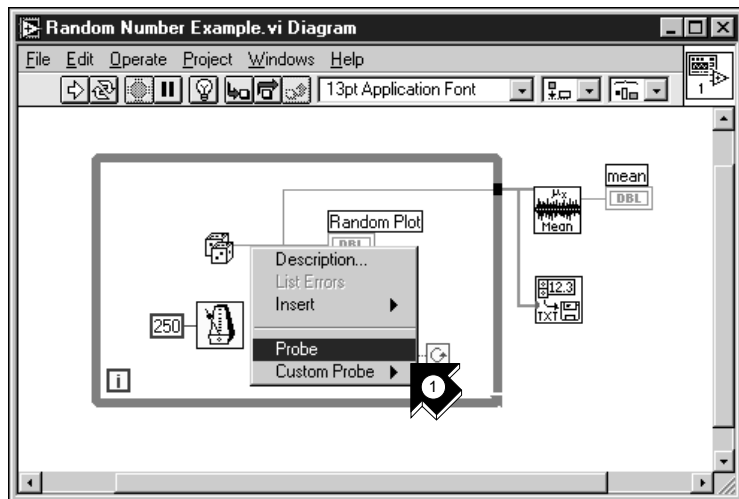 Random Number Example.vi Diagram
File Edit Operate Project Windows Help
13pt Application Font
1
mean
DBL
Mean
Random Plot
DBL
Description...
List Errors
Insert
12.3
TXT
250
Probe
Custom Probe
1
i